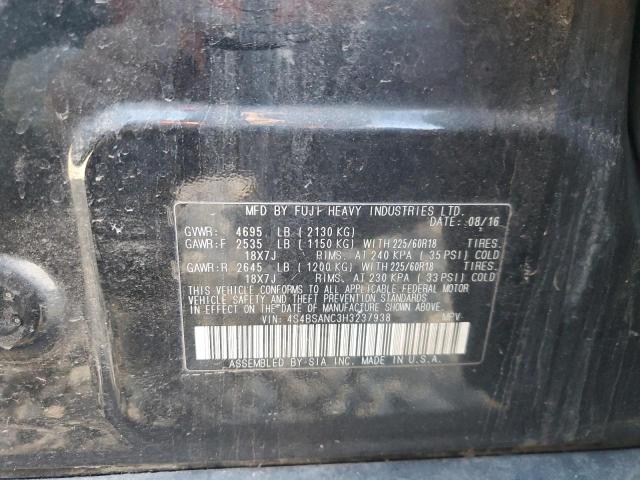 MFD BY FUJI HEAVY INDUSTRIES LTD.
DATE: 08/16
GVWR: 4695 LB ( 2130 KG)
GAWR:F 2535 LB ( 1150 KG) WITH 225/60R18 TIRES.
18X7J RIMS. AT 240 KPA ( 35 PSI) COLD
GAWR:R 2645 LB ( 1200 KG) WITH 225/60R18 TIRES.
18X7J RIMS. AT 230 KPA ( 33 PSI) COLD
THIS VEHICLE CONFORMS TO ALL APPLICABLE FEDERAL MOTOR
VEHICLE SAFETY AND THEFT PREVENTION STANDARDS IN
EFFECT ON THE DATE OF MANUFACTURE SHOWN ABOVE.
VIN: 4S4BSANC3H3237938 MPV
ASSEMBLED BY-SIA INC. MADE IN U.S.A.